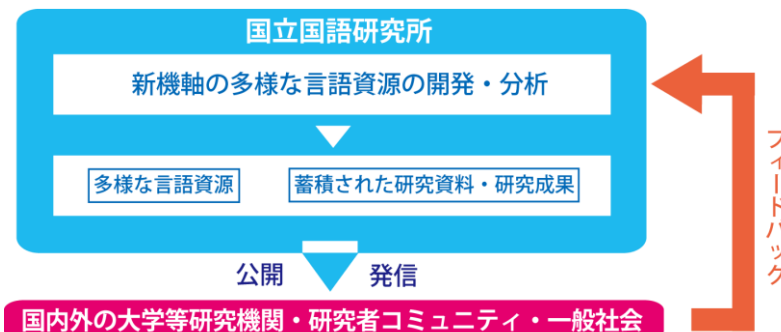 国立国語研究所
新機軸の多様な言語資源の開発・分析
多様な言語資源
蓄積された研究資料・研究成果
公開
発信
国内外の大学等研究機関・研究者コミュニティ・一般社会
フィードバック